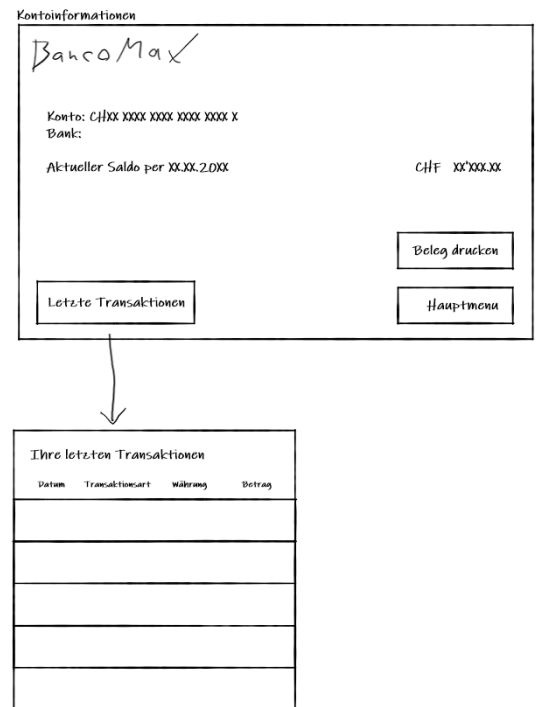 Kontoinformationen
BancoMax
Konto: CHXX XXXX XXXX XXXX XXXX X
Bank:
Aktueller Saldo per XX.XX.20XX CHF XX'XXX.XX
Beleg drucken
Letzte Transaktionen Hauptmenu
Ihre letzten Transaktionen
Datum Transaktionsart Währung Betrag